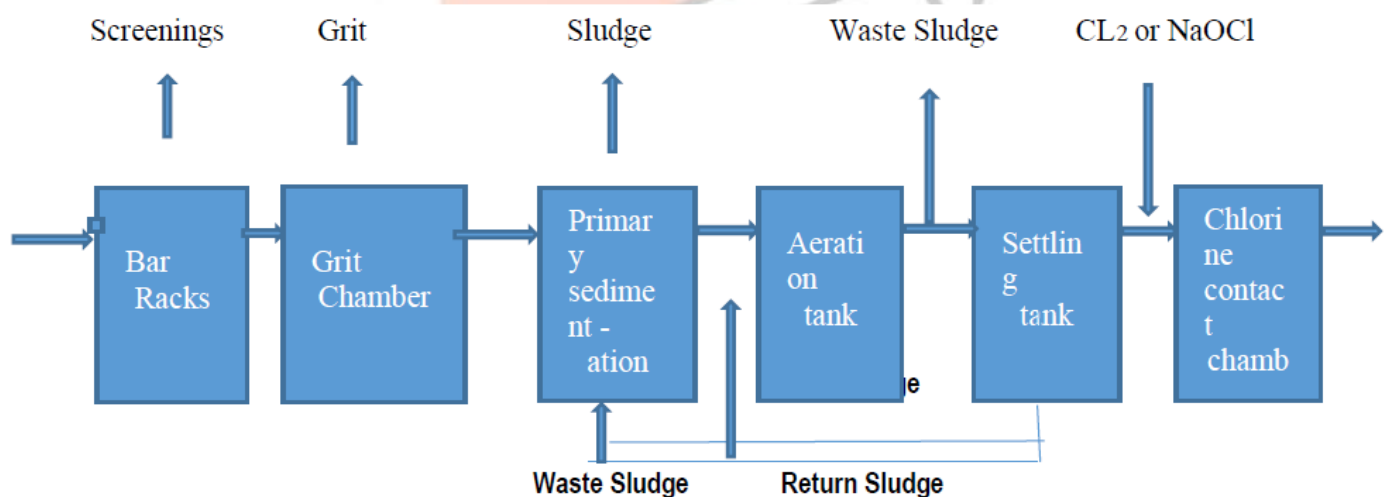 Screenings Grit Sludge Waste Sludge CL2 or NaOCl
Bar
Racks
Grit
Chamber
Primar
y
sedime
nt -
ation
Aerati
on
tank
Settlin
g
tank
Chlori
ne
contac
t
chamb
ge
Waste Sludge Return Sludge